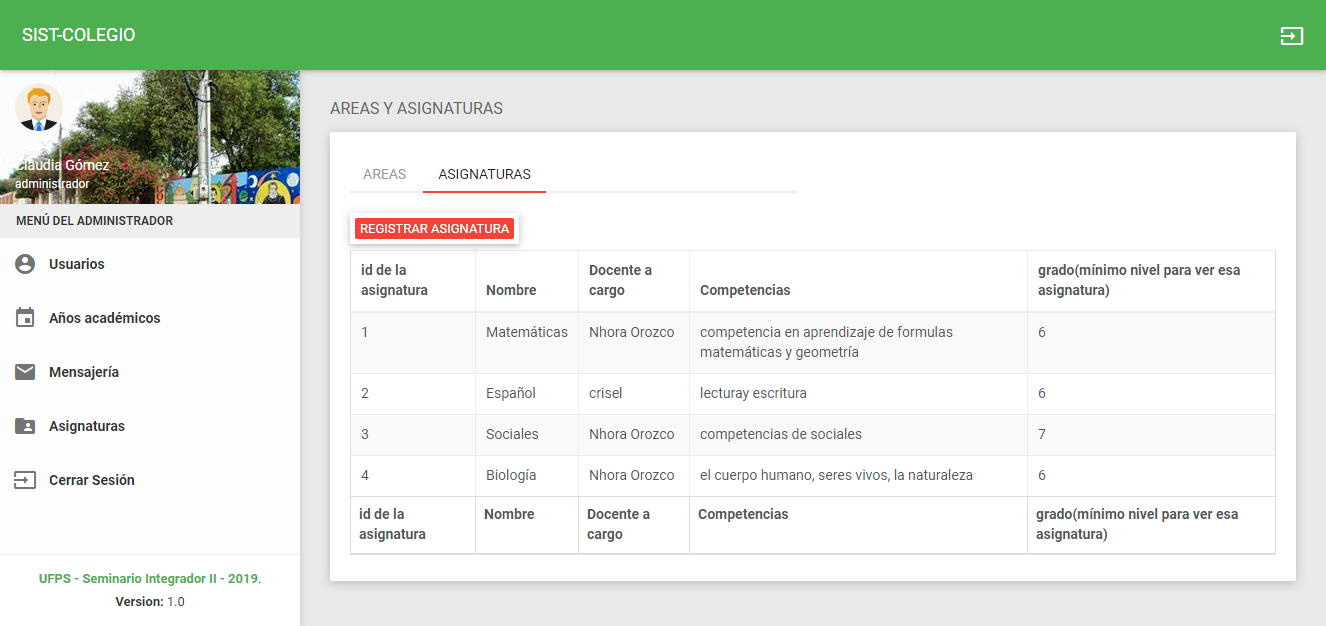 SIST-COLEGIO
Claudia Gómez
administrador
MENÚ DEL ADMINISTRADOR
Usuarios
Años académicos
Mensajería
Asignaturas
Cerrar Sesión
UFPS - Seminario Integrador II - 2019.
Version: 1.0
AREAS Y ASIGNATURAS
AREAS ASIGNATURAS
REGISTRAR ASIGNATURA
id de la asignatura Nombre Docente a cargo Competencias grado(mínimo nivel para ver esa asignatura)
1 Matemáticas Nhora Orozco competencia en aprendizaje de formulas matemáticas y geometría 6
2 Español crisel lecturay escritura 6
3 Sociales Nhora Orozco competencias de sociales 7
4 Biología Nhora Orozco el cuerpo humano, seres vivos, la naturaleza 6
id de la asignatura Nombre Docente a cargo Competencias grado(mínimo nivel para ver esa asignatura)